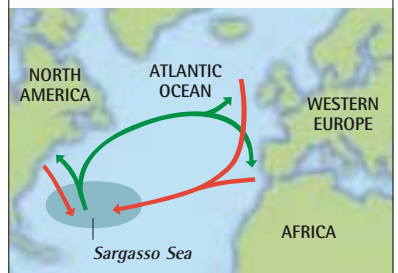 NORTH
AMERICA
ATLANTIC
OCEAN
WESTERN
EUROPE
AFRICA
Sargasso Sea